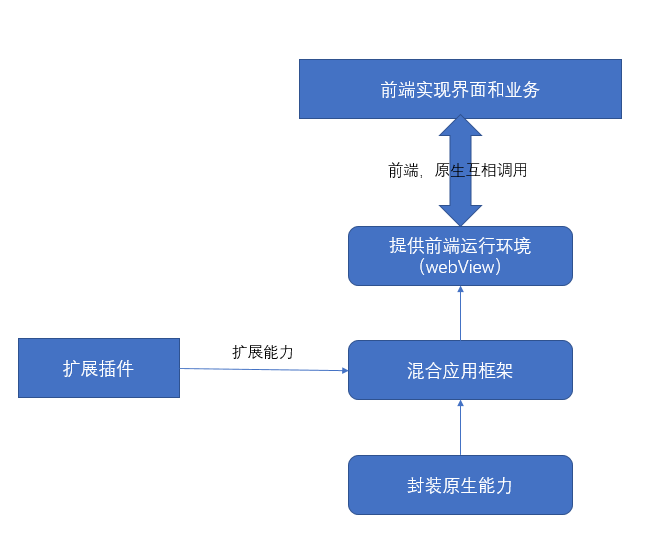 前端实现界面和业务
前端，原生互相调用
提供前端运行环境
（webView）
扩展能力
扩展插件
混合应用框架
封装原生能力